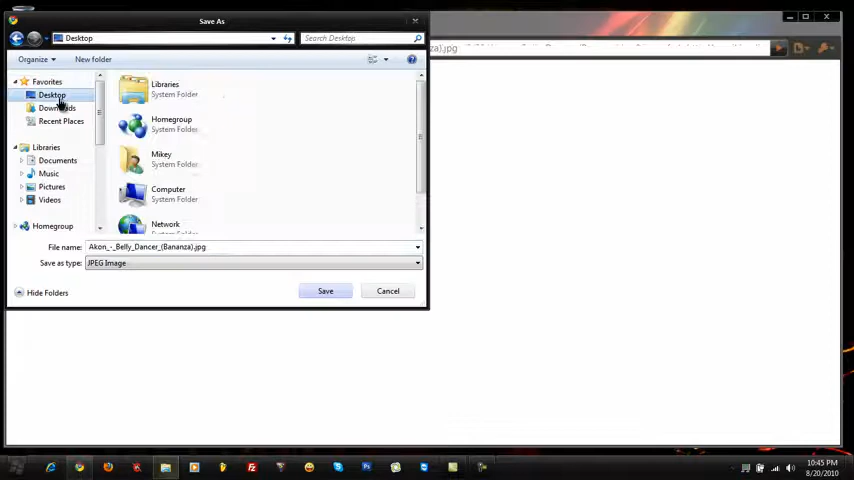 Save As
Desktop
Search Desktop
za).jpg
Organize
New folder
Favorites
Desktop
Downloads
Recent Places
Libraries
Documents
Music
Pictures
Videos
Homegroup
Libraries
System Folder
Homegroup
System Folder
Mikey
System Folder
Computer
System Folder
Network
File name:
Akon_-_Belly_Dancer_(Bananza).jpg
Save as type:
JPEG Image
Hide Folders
Save
Cancel
10:45 PM
8/20/2010